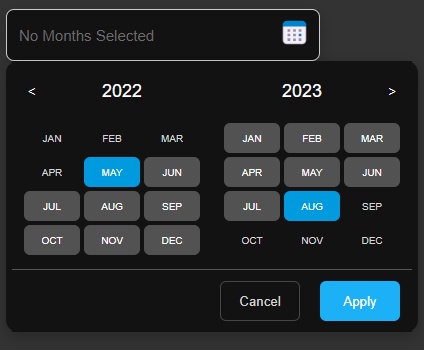 No Months Selected
< 2022 2023 >
JAN FEB MAR JAN FEB MAR
APR MAY JUN APR MAY JUN
JUL AUG SEP JUL AUG SEP
OCT NOV DEC OCT NOV DEC
Cancel Apply